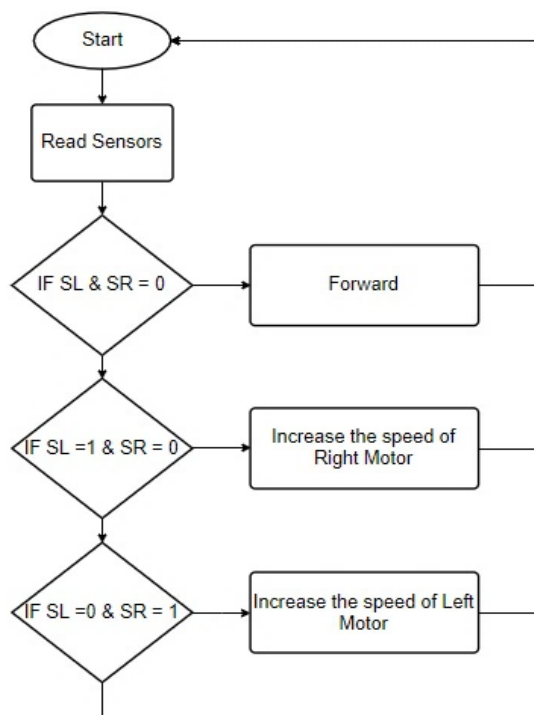 Start
Read Sensors
IF SL & SR = 0
Forward
IF SL =1 & SR = 0
Increase the speed of
Right Motor
IF SL =0 & SR = 1
Increase the speed of Left
Motor